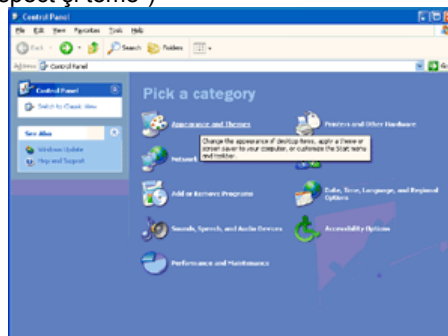 Control Panel
File Edit View Favorites Tools Help
Back Search Folders
Address Control Panel Go
Control Panel
Switch to Classic View
See Also
Windows Update
Help and Support
Pick a category
Appearance and Themes
Printers and Other Hardware
Change the appearance of desktop items, apply a theme or
screen saver to your computer, or customize the Start menu
and taskbar.
Network
Add or Remove Programs
Date, Time, Language, and Regional
Options
Sounds, Speech, and Audio Devices
Accessibility Options
Performance and Maintenance